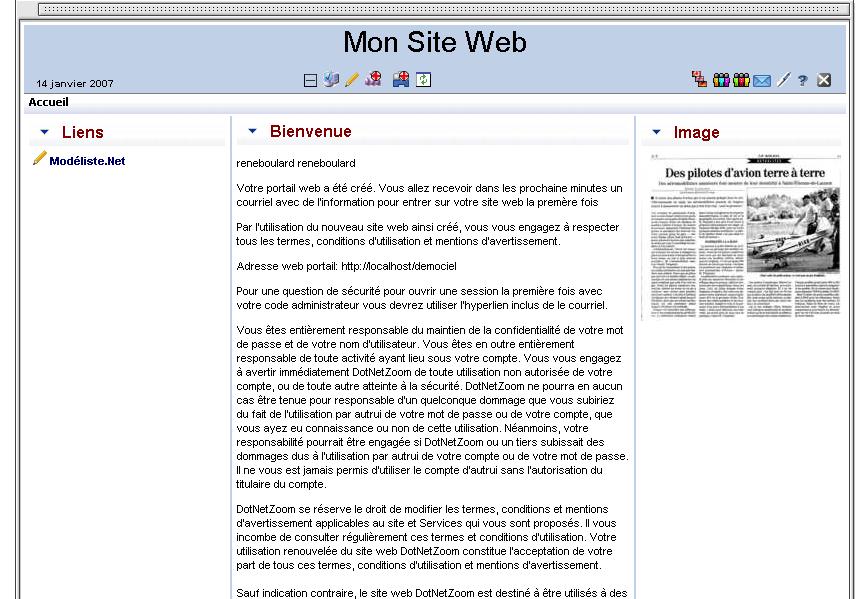 Mon Site Web
14 janvier 2007
Accueil
Liens
Modéliste.Net
Bienvenue
reneboulard reneboulard
Votre portail web a été créé. Vous allez recevoir dans les prochaine minutes un
courriel avec de l'information pour entrer sur votre site web la premère fois
Par l'utilisation du nouveau site web ainsi créé, vous vous engagez à respecter
tous les termes, conditions d'utilisation et mentions d'avertissement.
Adresse web portail: http://localhost/demociel
Pour une question de sécurité pour ouvrir une session la première fois avec
votre code administrateur vous devrez utiliser l'hyperlien inclus de le courriel.
Vous êtes entièrement responsable du maintien de la confidentialité de votre mot
de passe et de votre nom d'utilisateur. Vous êtes en outre entièrement
responsable de toute activité ayant lieu sous votre compte. Vous vous engagez
à avertir immédiatement DotNetZoom de toute utilisation non autorisée de votre
compte, ou de toute autre atteinte à la sécurité. DotNetZoom ne pourra en aucun
cas être tenue pour responsable d'un quelconque dommage que vous subiriez
du fait de l'utilisation par autrui de votre mot de passe ou de votre compte, que
vous ayez eu connaissance ou non de cette utilisation. Néanmoins, votre
responsabilité pourrait être engagée si DotNetZoom ou un tiers subissait des
dommages dus à l'utilisation par autrui de votre compte ou de votre mot de passe.
Il ne vous est jamais permis d'utiliser le compte d'autrui sans l'autorisation du
titulaire du compte.
DotNetZoom se réserve le droit de modifier les termes, conditions et mentions
d'avertissement applicables au site et Services qui vous sont proposés. Il vous
incombe de consulter régulièrement ces termes et conditions d'utilisation. Votre
utilisation renouvelée du site web DotNetZoom constitue l'acceptation de votre
part de tous ces termes, conditions d'utilisation et mentions d'avertissement.
Sauf indication contraire, le site web DotNetZoom est destiné à être utilisés à des
Image
Des pilotes d'avion terre à terre